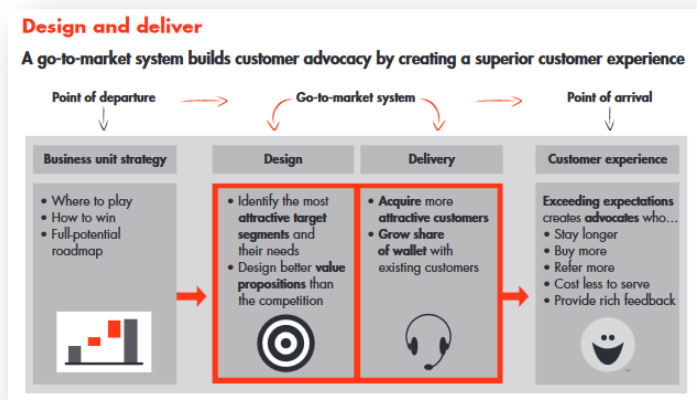 Design and deliver
A go-to-market system builds customer advocacy by creating a superior customer experience
Point of departure
Go-to-market system
Point of arrival
Business unit strategy
Design
Delivery
Customer experience
• Where to play
• How to win
• Full-potential
roadmap
• Identify the most
attractive target
segments and
their needs
• Design better value
propositions than
the competition
• Acquire more
attractive customers
• Grow share
of wallet with
existing customers
Exceeding expectations
creates advocates who...
• Stay longer
• Buy more
• Refer more
• Cost less to serve
• Provide rich feedback